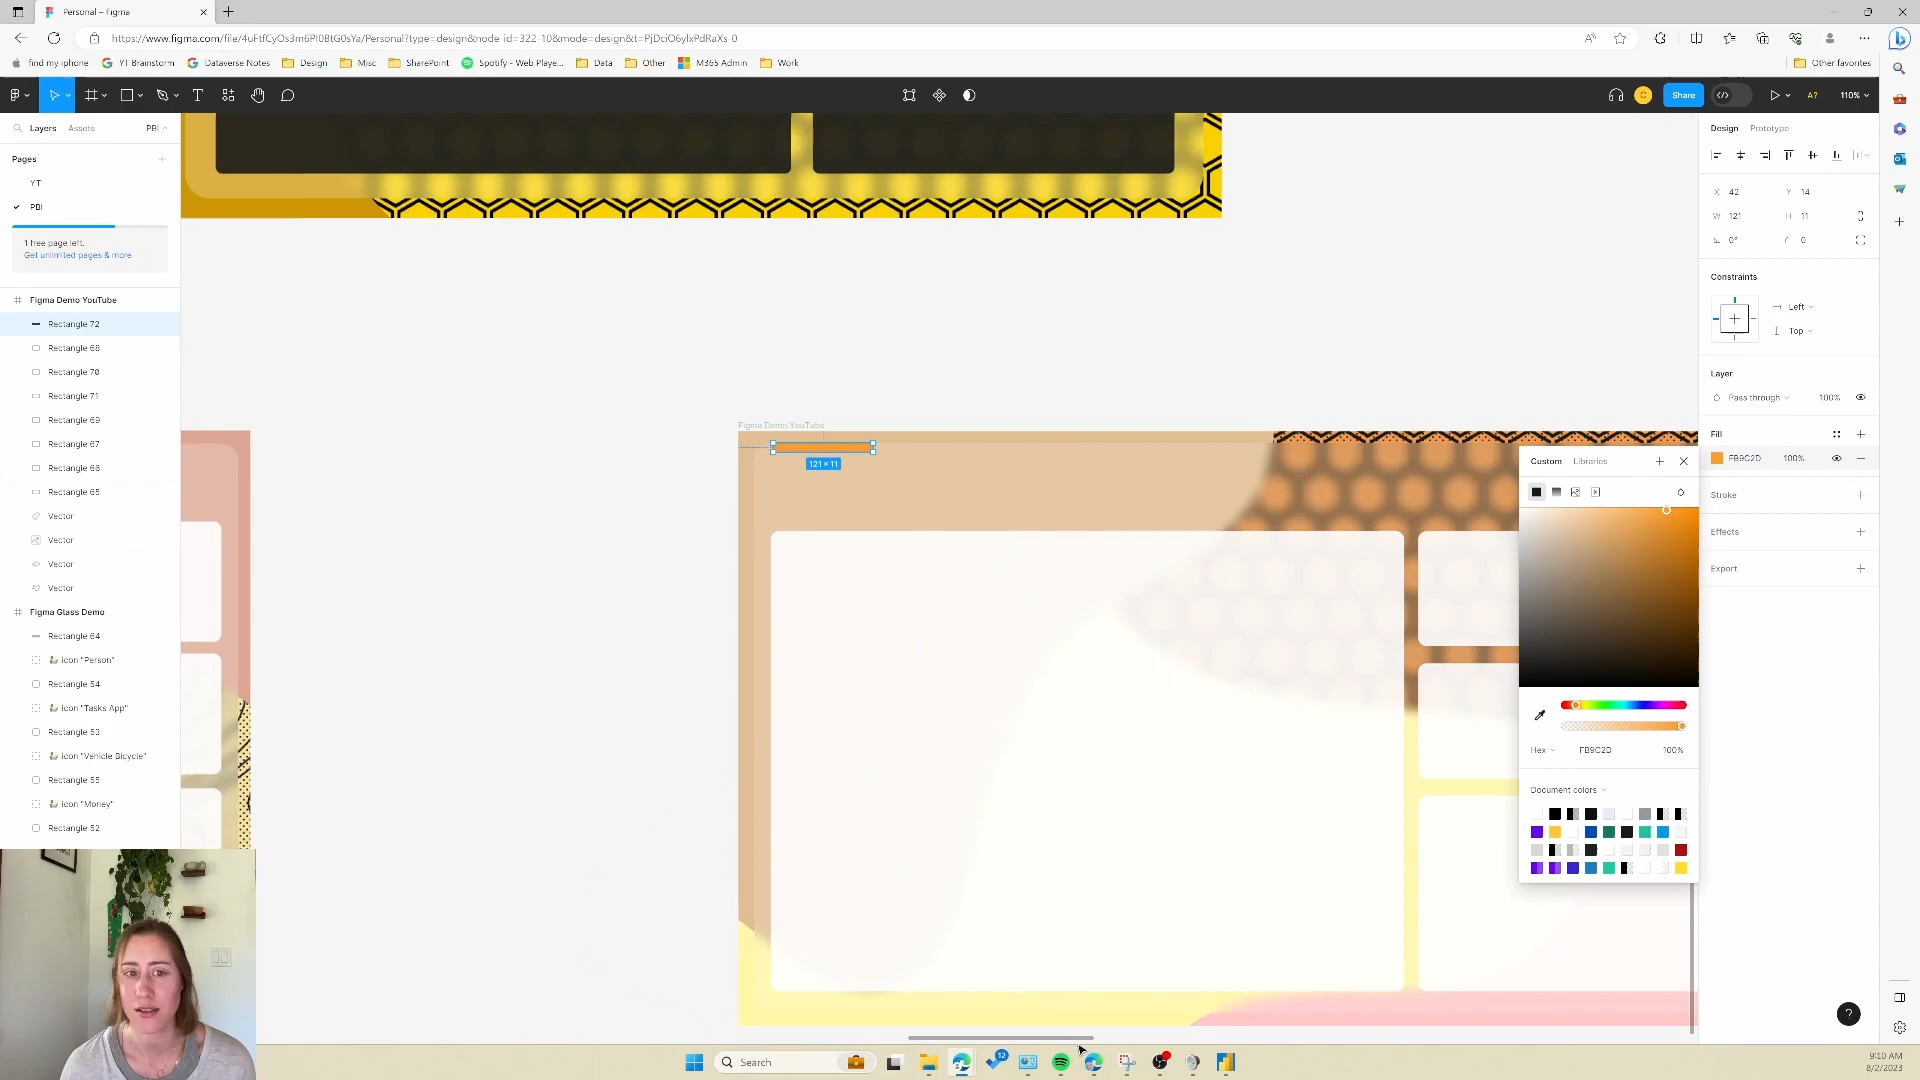 Personal – Figma
https://www.figma.com/file/4uFtfCyOs3m6PI0BtG0sYa/Personal?type=design&node-id=322-10&mode=design&t=PjDciO6ylxPdRaXs-0
find my iphone
YT Brainstorm
Dataverse Notes
Design
Misc
SharePoint
Spotify - Web Playe...
Data
Other
M365 Admin
Work
Other favorites
C
Share
A?
110%
Layers
Assets
PBI
Pages
YT
PBI
1 free page left.
Get unlimited pages & more
Figma Demo YouTube
Rectangle 72
Rectangle 68
Rectangle 70
Rectangle 71
Rectangle 69
Rectangle 67
Rectangle 66
Rectangle 65
Vector
Vector
Vector
Vector
Figma Glass Demo
Rectangle 64
icon "Person"
Rectangle 54
icon "Tasks App"
Rectangle 53
icon "Vehicle Bicycle"
Rectangle 55
icon "Money"
Rectangle 52
Figma Demo YouTube
121 × 11
Design
Prototype
X 42
Y 14
W 121
H 11
0°
0
Constraints
Left
Top
Layer
Pass through
100%
Fill
FB9C2D
100%
Stroke
Effects
Export
Custom
Libraries
Hex
FB9C2D
100%
Document colors
?
Search
12
9:10 AM
8/2/2023